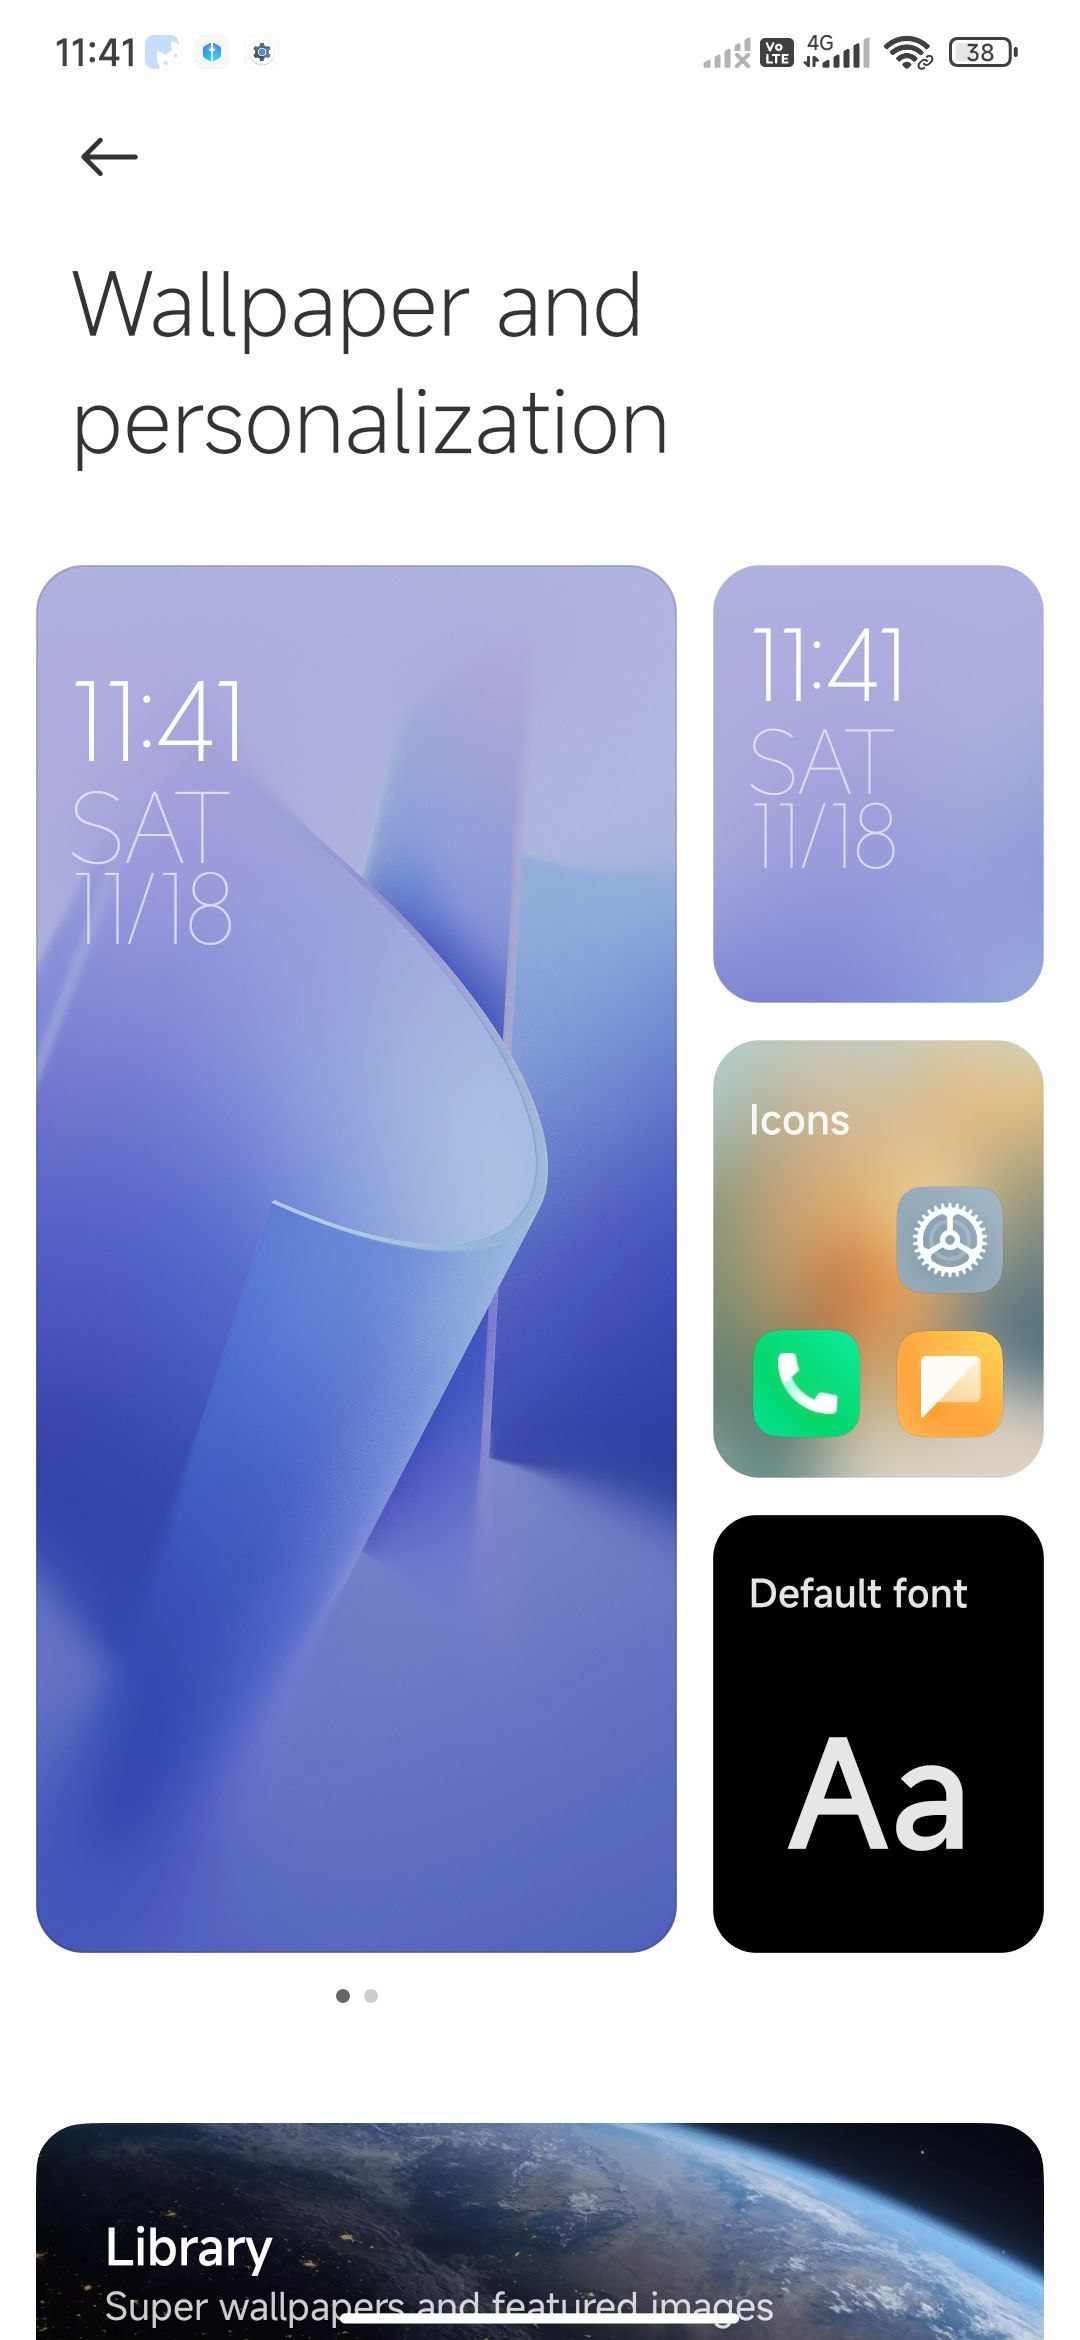 11:41
Vo
LTE
4G
38
Wallpaper and
personalization
11:41
SAT
11/18
11:41
SAT
11/18
Icons
Default font
Aa
Library
Super wallpapers and featured images